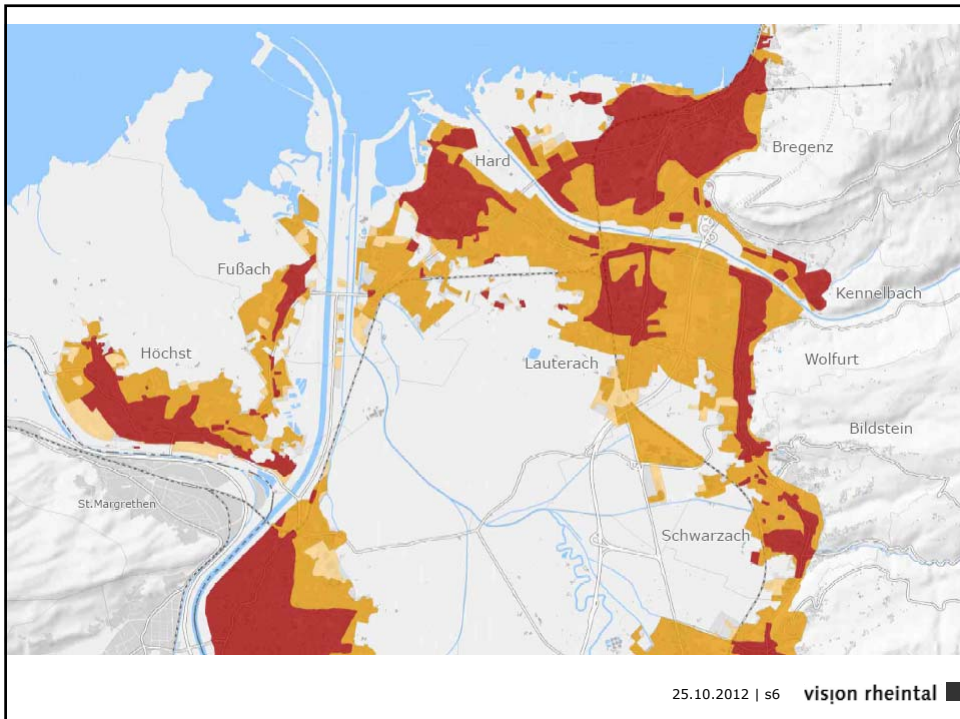 Bregenz
Hard
Fußach
Kennelbach
Höchst
Lauterach
Wolfurt
Bildstein
St.Margrethen
Schwarzach
25.10.2012 | s6 vision rheintal